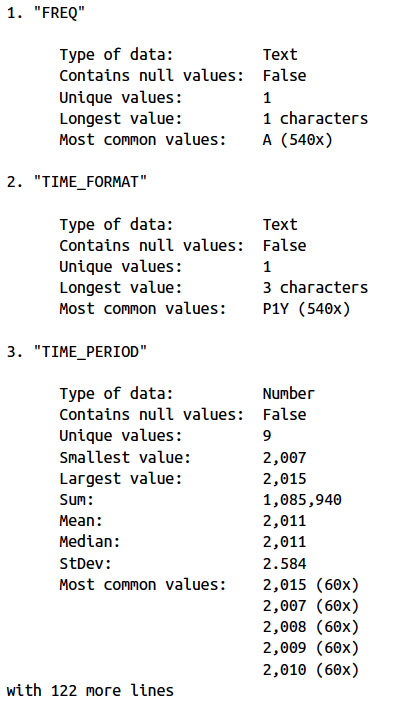 1. "FREQ"
Type of data: Text
Contains null values: False
Unique values: 1
Longest value: 1 characters
Most common values: A (540x)
2. "TIME_FORMAT"
Type of data: Text
Contains null values: False
Unique values: 1
Longest value: 3 characters
Most common values: P1Y (540x)
3. "TIME_PERIOD"
Type of data: Number
Contains null values: False
Unique values: 9
Smallest value: 2,007
Largest value: 2,015
Sum: 1,085,940
Mean: 2,011
Median: 2,011
StDev: 2.584
Most common values: 2,015 (60x)
2,007 (60x)
2,008 (60x)
2,009 (60x)
2,010 (60x)
with 122 more lines